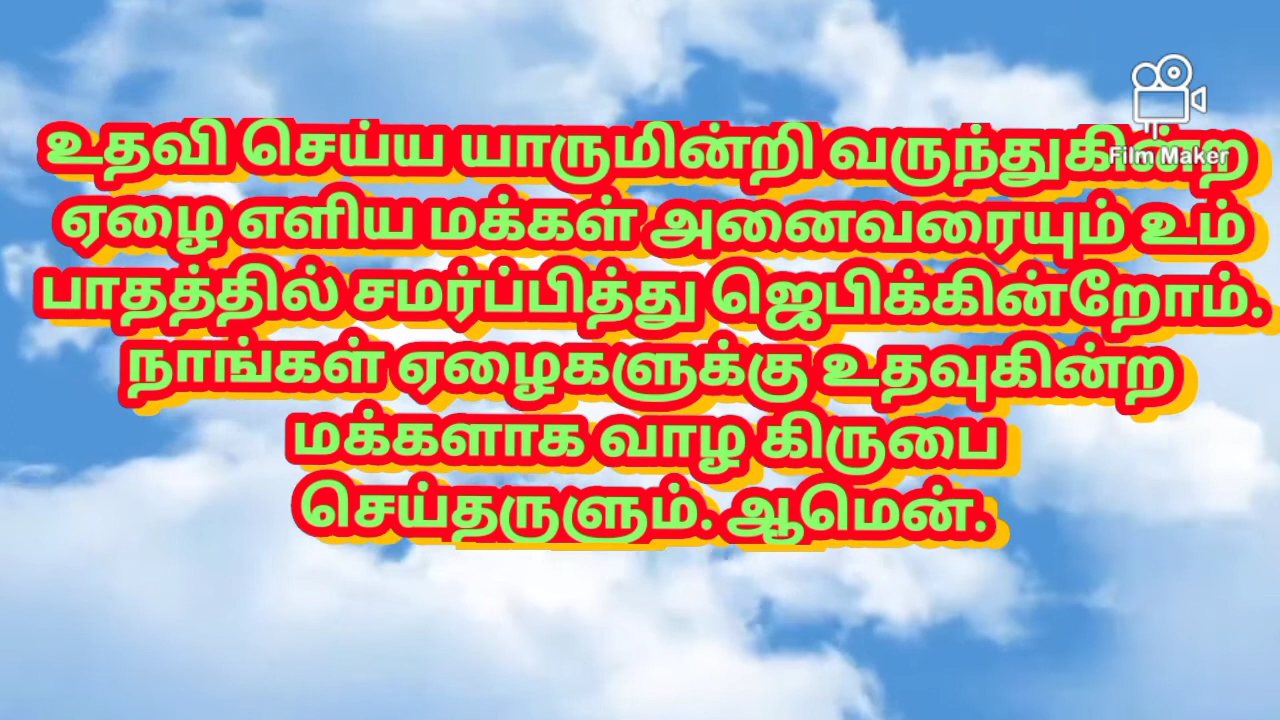 Film Maker
உதவி செய்ய யாருமின்றி வருந்துகின்ற
ஏழை எளிய மக்கள் அனைவரையும் உம்
பாதத்தில் சமர்ப்பித்து ஜெபிக்கின்றோம்.
நாங்கள் ஏழைகளுக்கு உதவுகின்ற
மக்களாக வாழ கிருபை
செய்தருளும். ஆமென்.